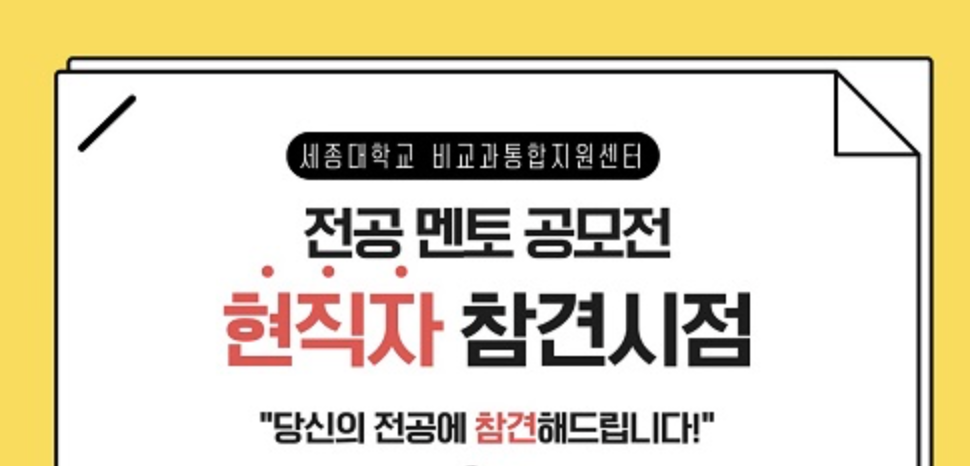 세종대학교 비교과통합지원센터
전공 멘토 공모전
현직자 참견시점
"당신의 전공에 참견해드립니다!"